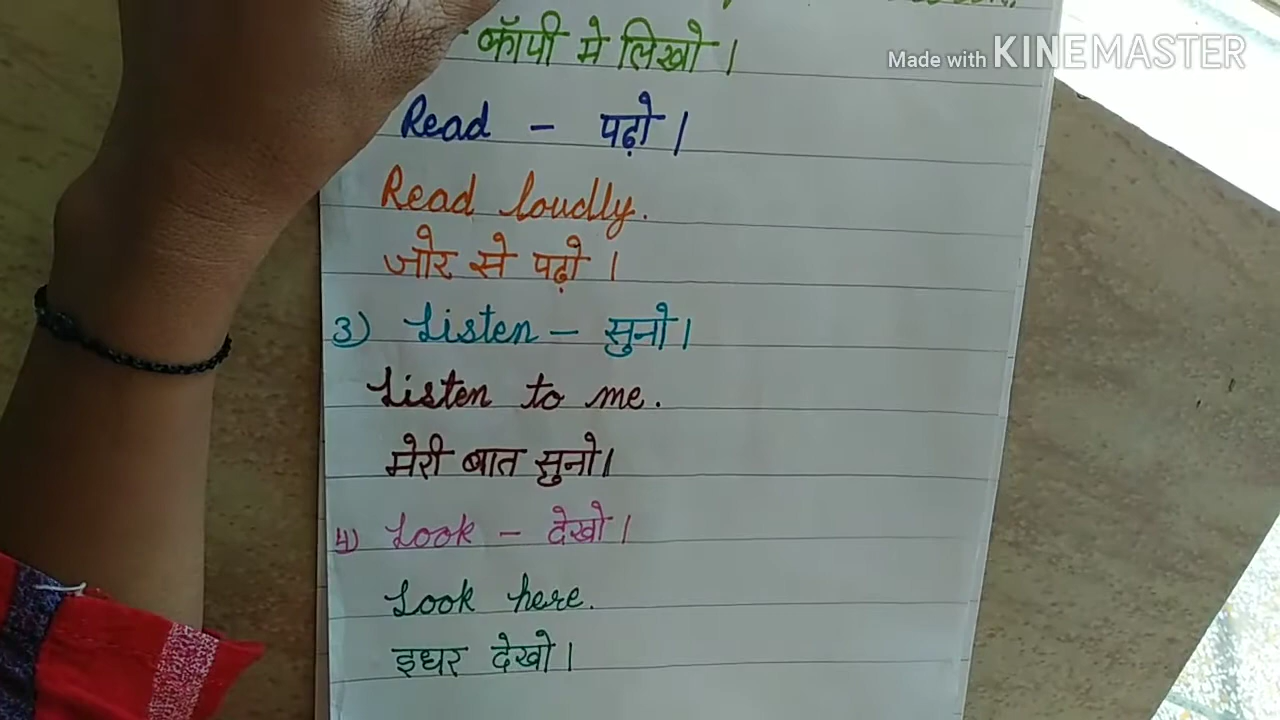 कॉपी मे लिखो ।
Made with KINEMASTER
Read - पढ़ो ।
Read loudly.
जोर से पढ़ो ।
3) Listen - सुनो।
Listen to me.
मेरी बात सुनो।
4) Look - देखो ।
Look here.
इधर देखो ।